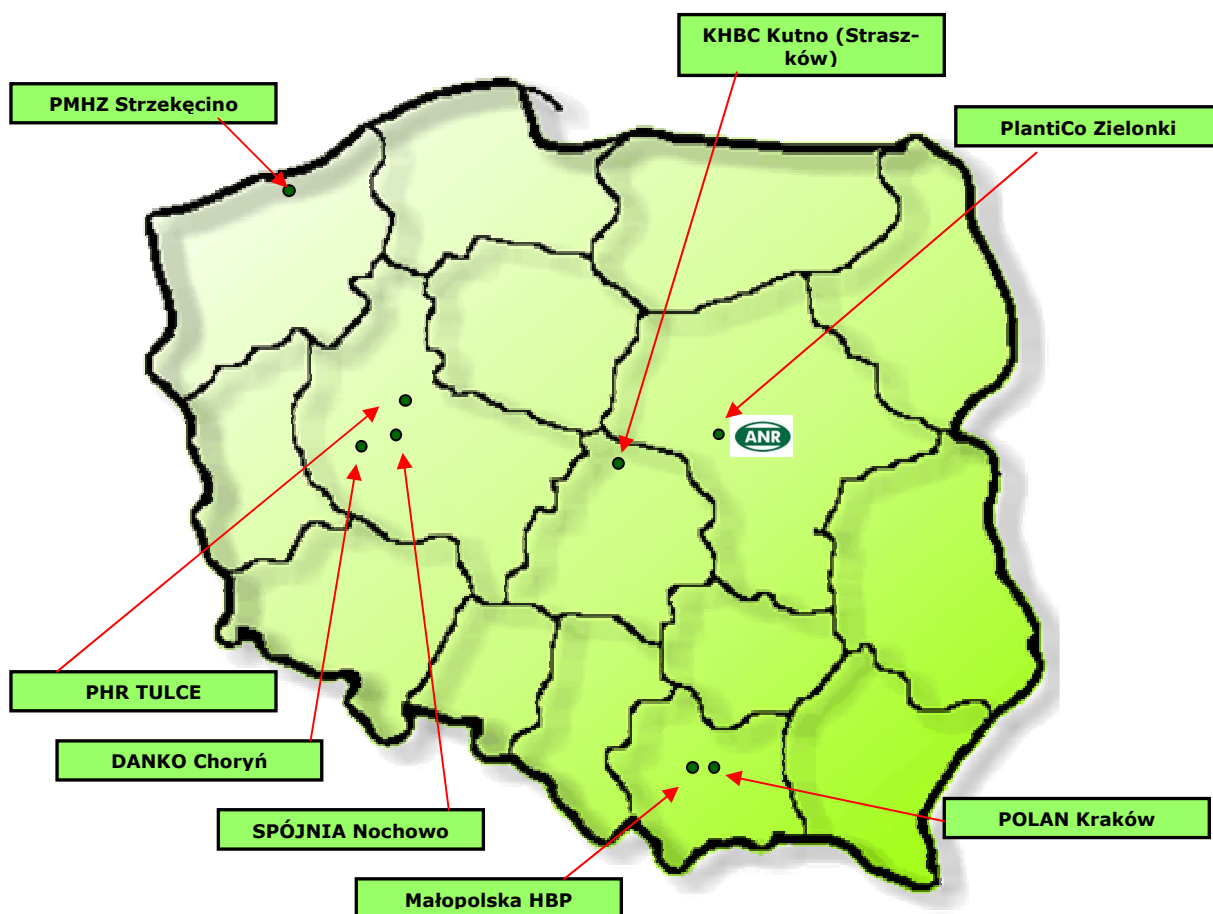 KHBC Kutno (Strasz-
ków)
PMHZ Strzekęcino
PlantiCo Zielonki
ANR
PHR TULCE
DANKO Choryń
SPÓJNIA Nochowo
POLAN Kraków
Małopolska HBP